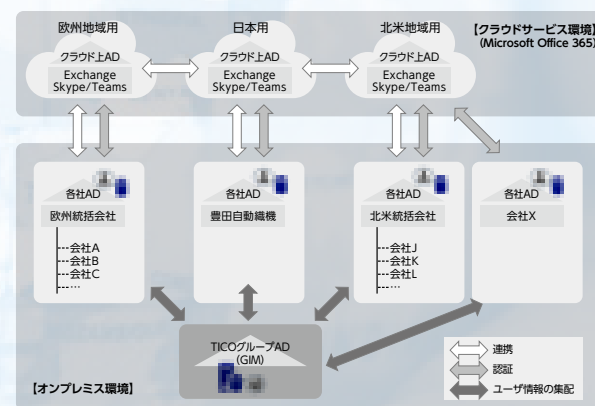 欧州地域用
日本用
北米地域用
【クラウドサービス環境】
(Microsoft Office 365)
クラウド上AD
Exchange
Skype/Teams
クラウド上AD
Exchange
Skype/Teams
クラウド上AD
Exchange
Skype/Teams
各社AD
欧州統括会社
会社A
会社B
会社C
…
各社AD
豊田自動織機
各社AD
北米統括会社
会社J
会社K
会社L
…
各社AD
会社X
TICOグループAD
(GIM)
【オンプレミス環境】
連携
認証
ユーザ情報の集配